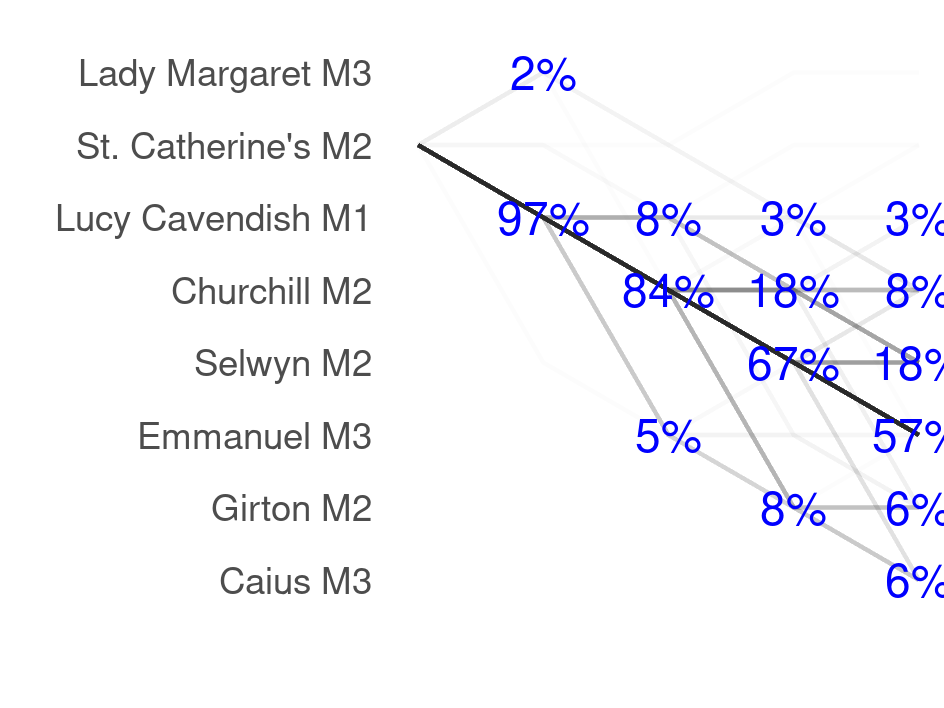 Lady Margaret M3 2%
St. Catherine's M2
Lucy Cavendish M1 97% 8% 3% 3%
Churchill M2 84% 18% 8%
Selwyn M2 67% 18%
Emmanuel M3 5% 57%
Girton M2 8% 6%
Caius M3 6%